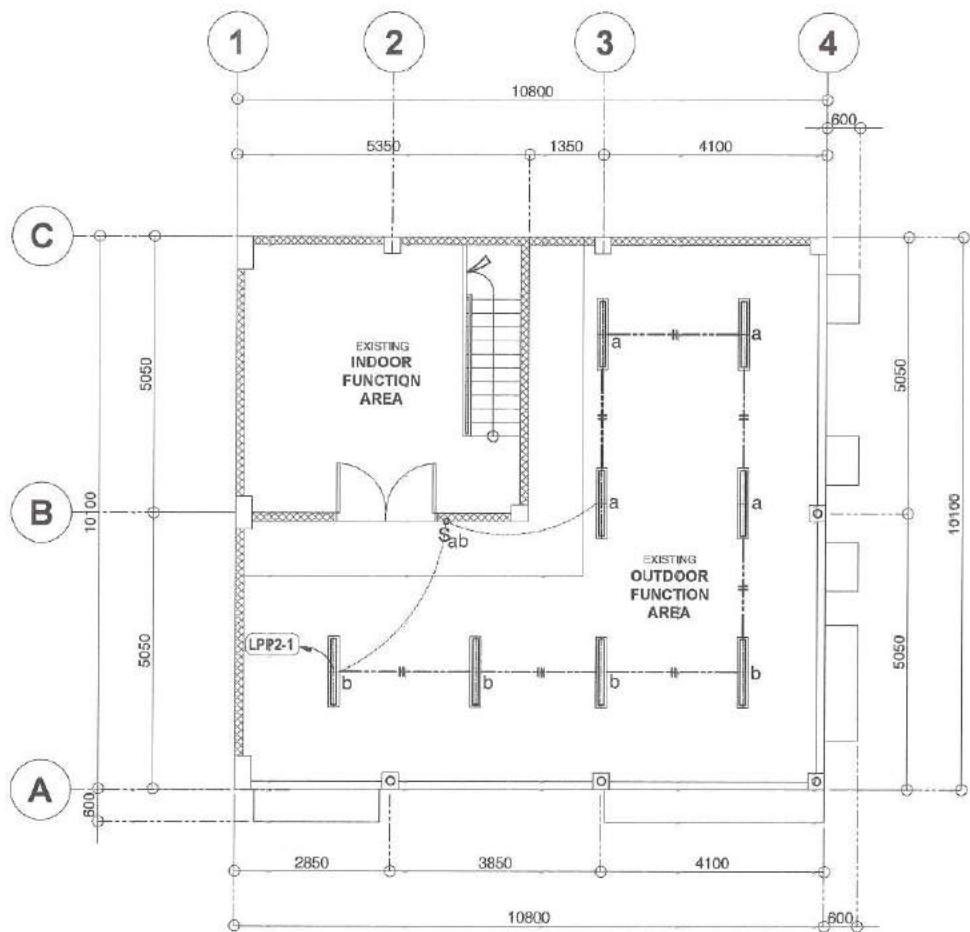 1 2 3 4
10800
600
5350 1350 4100
C
EXISTING
INDOOR
FUNCTION
AREA
a a
5050
5050
10100
10100
B
S ab
a a
EXISTING
OUTDOOR
FUNCTION
AREA
LPP2-1
b b b b
5050
5050
A
600
2850 3850 4100
10800 600